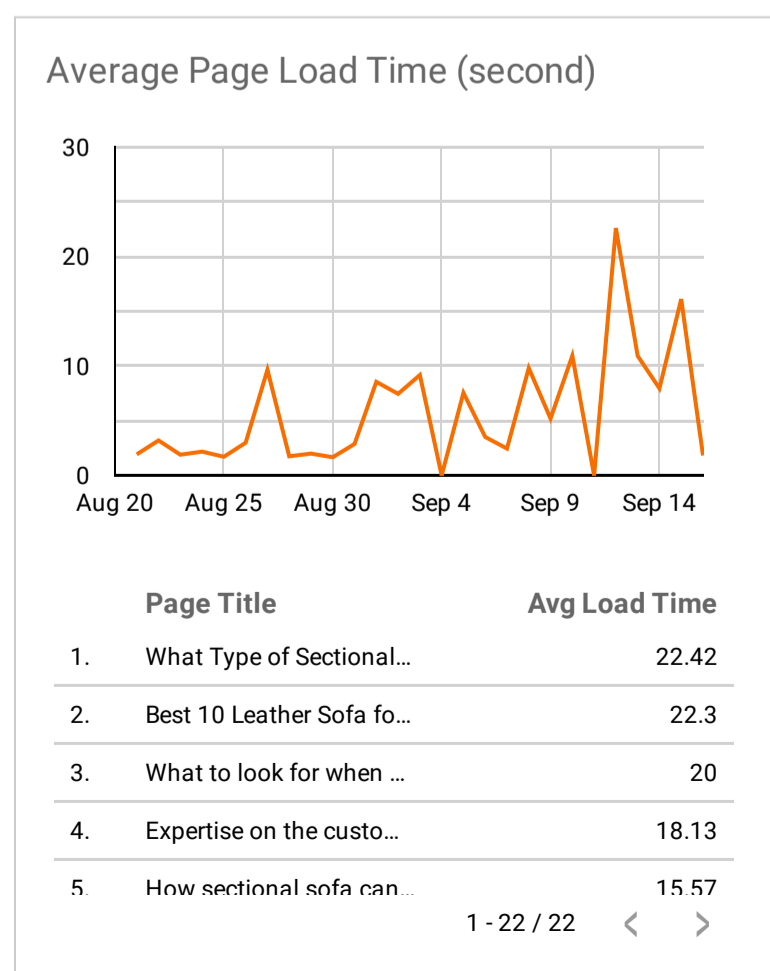 Average Page Load Time (second)
30
20
10
0
Aug 20 Aug 25 Aug 30 Sep 4 Sep 9 Sep 14
Page Title Avg Load Time
1. What Type of Sectional... 22.42
2. Best 10 Leather Sofa fo... 22.3
3. What to look for when ... 20
4. Expertise on the custo... 18.13
5. How sectional sofa can... 15.57
1 - 22 / 22 < >